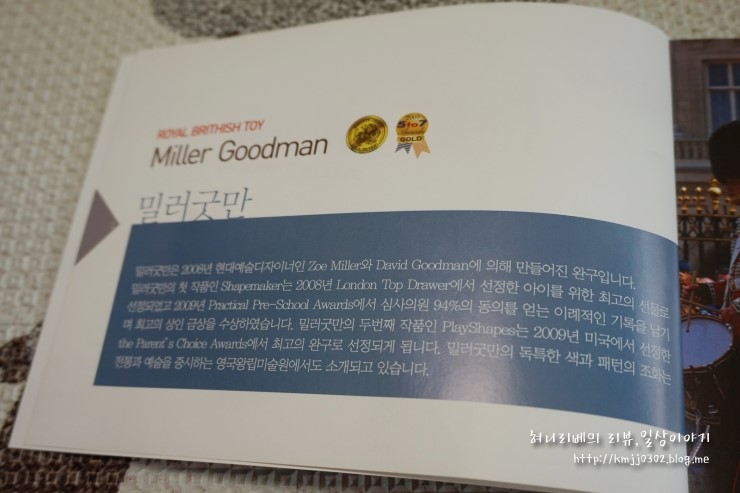 ROYAL BRITHISH TOY
Miller Goodman
5to7
GOLD
밀러굿만
밀러굿만은 2008년 현대예술디자이너인 Zoe Miller와 David Goodman에 의해 만들어진 완구입니다.
밀러굿만의 첫 작품인 Shapemaker는 2008년 London Top Drawer에서 선정한 아이를 위한 최고의 선물로
선정되었고 2009년 Practical Pre-School Awards에서 심사의원 94%의 동의를 얻는 이례적인 기록을 남기
며 최고의 상인 금상을 수상하였습니다. 밀러굿만의 두번째 작품인 PlayShapes는 2009년 미국에서 선정한
the Parent's Choice Awards에서 최고의 완구로 선정되게 됩니다. 밀러굿만의 독특한 색과 패턴의 조화는
전통과 예술을 중시하는 영국왕립미술원에서도 소개되고 있습니다.
허니리베의 리뷰,일상이야기
http://kmjj0302.blog.me